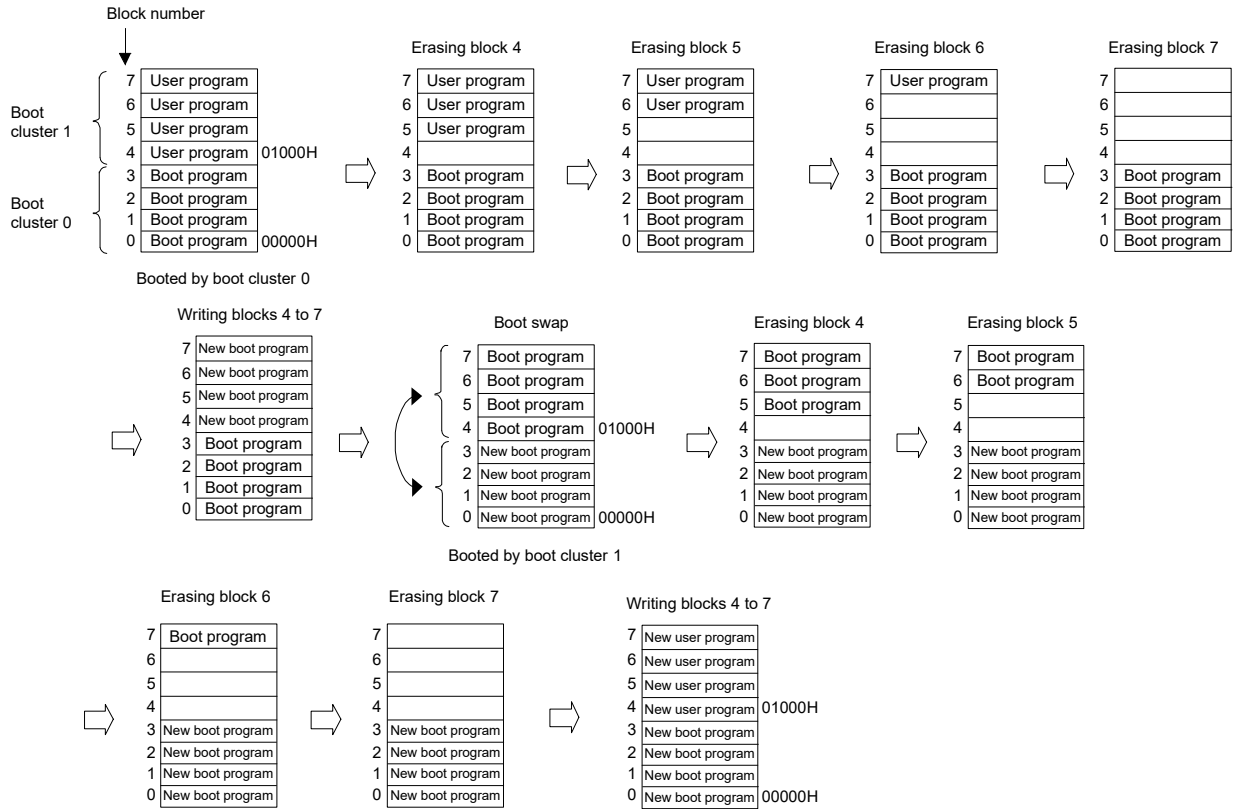 Block number
Erasing block 4
Erasing block 5
Erasing block 6
Erasing block 7
Boot
cluster 1
Boot
cluster 0
7 User program
6 User program
5 User program
4 User program 01000H
3 Boot program
2 Boot program
1 Boot program
0 Boot program 00000H
Booted by boot cluster 0
7 User program
6 User program
5 User program
4
3 Boot program
2 Boot program
1 Boot program
0 Boot program
7 User program
6 User program
5
4
3 Boot program
2 Boot program
1 Boot program
0 Boot program
7 User program
6
5
4
3 Boot program
2 Boot program
1 Boot program
0 Boot program
7
6
5
4
3 Boot program
2 Boot program
1 Boot program
0 Boot program
Writing blocks 4 to 7
7 New boot program
6 New boot program
5 New boot program
4 New boot program
3 Boot program
2 Boot program
1 Boot program
0 Boot program
Boot swap
7 Boot program
6 Boot program
5 Boot program
4 Boot program 01000H
3 New boot program
2 New boot program
1 New boot program
0 New boot program 00000H
Booted by boot cluster 1
Erasing block 4
7 Boot program
6 Boot program
5 Boot program
4
3 New boot program
2 New boot program
1 New boot program
0 New boot program
Erasing block 5
7 Boot program
6 Boot program
5
4
3 New boot program
2 New boot program
1 New boot program
0 New boot program
Erasing block 6
7 Boot program
6
5
4
3 New boot program
2 New boot program
1 New boot program
0 New boot program
Erasing block 7
7
6
5
4
3 New boot program
2 New boot program
1 New boot program
0 New boot program
Writing blocks 4 to 7
7 New user program
6 New user program
5 New user program
4 New user program 01000H
3 New boot program
2 New boot program
1 New boot program
0 New boot program 00000H